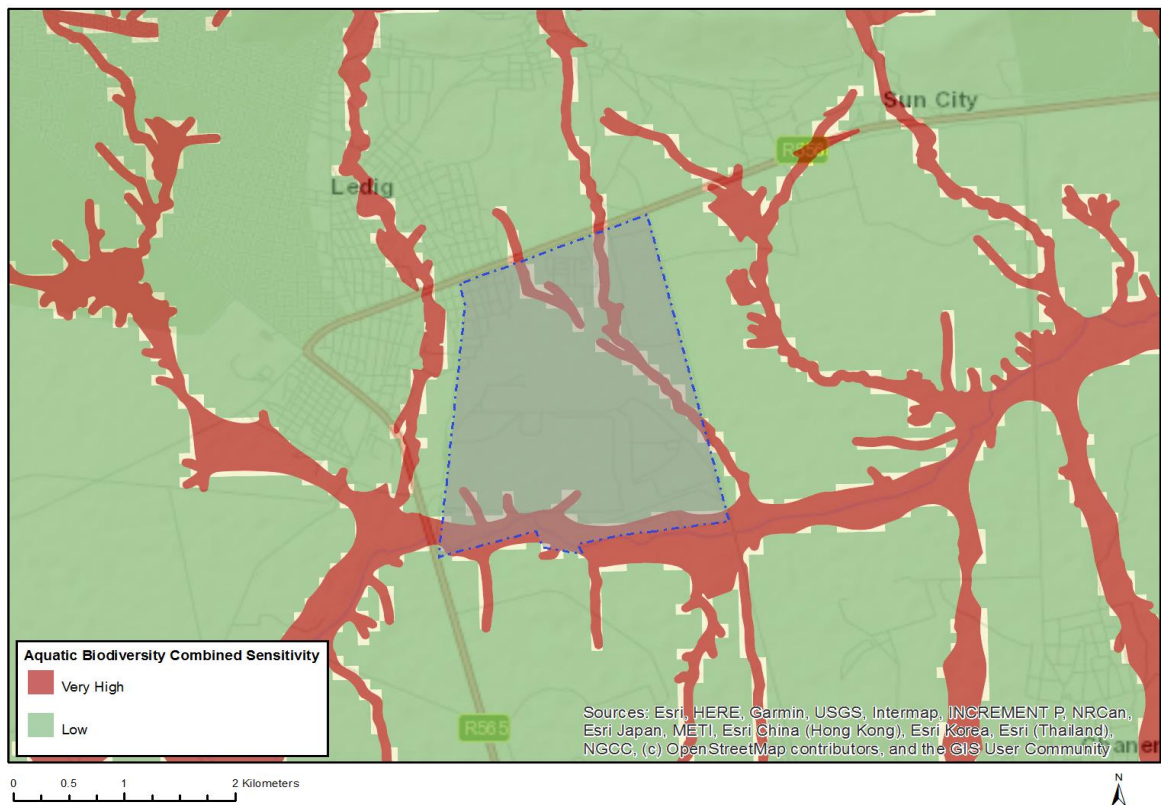 Sun City
R556
Ledig
Aquatic Biodiversity Combined Sensitivity
Very High
Low
R565
Sources: Esri, HERE, Garmin, USGS, Intermap, INCREMENT P, NRCan,
Esri Japan, METI, Esri China (Hong Kong), Esri Korea, Esri (Thailand),
NGCC, (c) OpenStreetMap contributors, and the GIS User Community
0 0.5 1 2 Kilometers
N